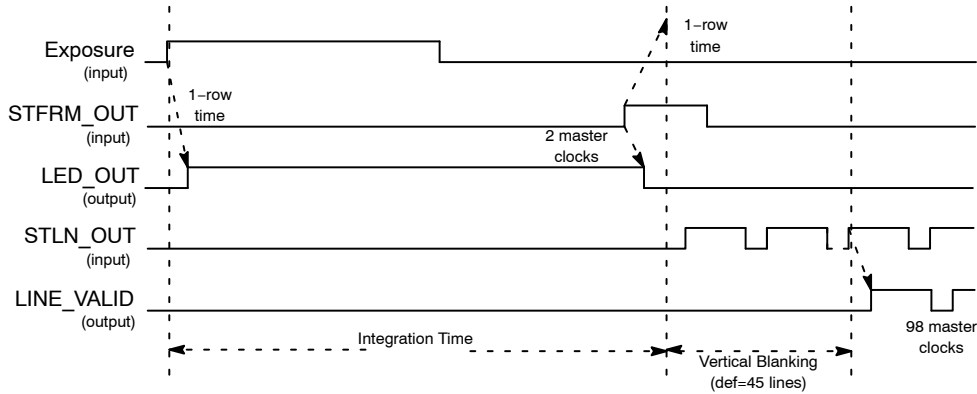 1−row
time
Exposure
(input)
1−row
time
STFRM_OUT
(input)
2 master
clocks
LED_OUT
(output)
STLN_OUT
(input)
LINE_VALID
(output)
98 master
clocks
Integration Time
Vertical Blanking
(def=45 lines)